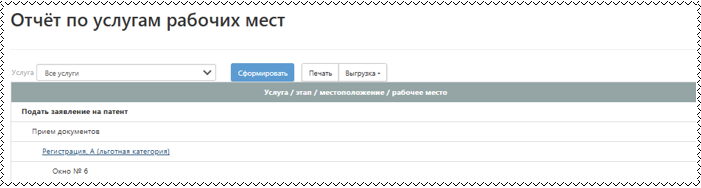 Отчёт по услугам рабочих мест
Услуга Все услуги Сформировать Печать Выгрузка
Услуга / этап / местоположение / рабочее место
Подать заявление на патент
Прием документов
Регистрация. А (льготная категория)
Окно № 6